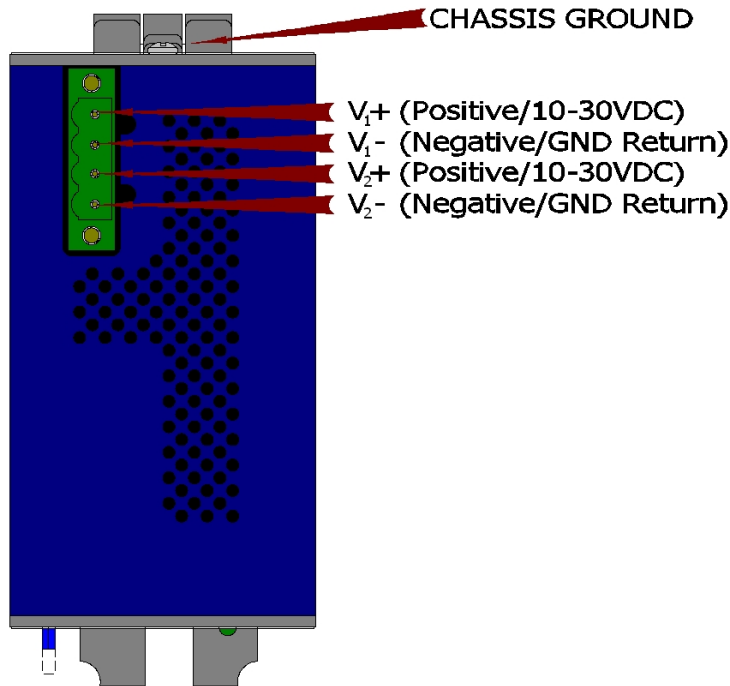 CHASSIS GROUND
V₁+ (Positive/10-30VDC)
V₁- (Negative/GND Return)
V₂+ (Positive/10-30VDC)
V₂- (Negative/GND Return)